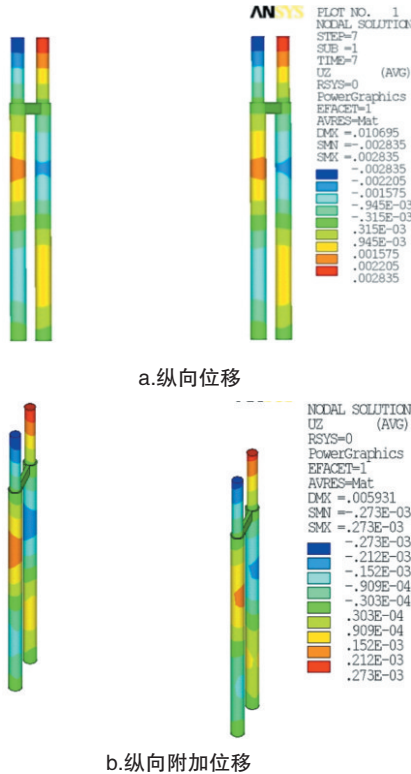 ANSYS
PLOT NO. 1
NODAL SOLUTION
STEP=7
SUB =1
TIME=7
UZ (AVG)
RSYS=0
PowerGraphics
EFACET=1
AVRES=Mat
DMX =.010695
SMN =-.002835
SMX =.002835
-.002835
-.002205
-.001575
-.945E-03
-.315E-03
.315E-03
.945E-03
.001575
.002205
.002835
a.纵向位移
NODAL SOLUTION
UZ (AVG)
RSYS=0
PowerGraphics
EFACET=1
AVRES=Mat
DMX =.005931
SMN =-.273E-03
SMX =.273E-03
-.273E-03
-.212E-03
-.152E-03
-.909E-04
-.303E-04
.303E-04
.909E-04
.152E-03
.212E-03
.273E-03
b.纵向附加位移